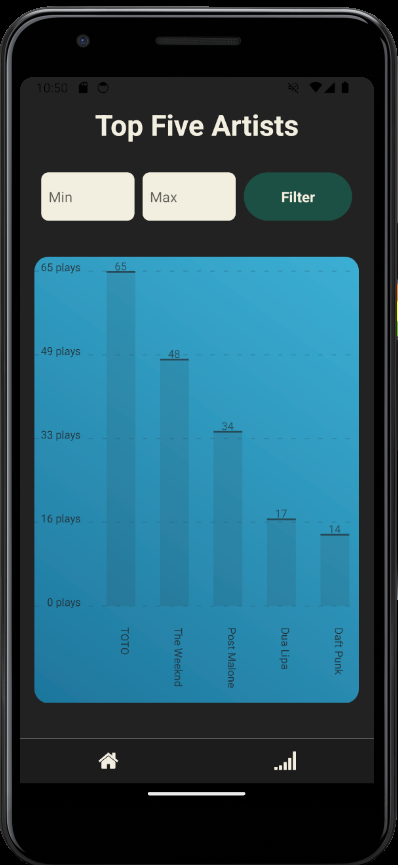 10:50
Top Five Artists
Min
Max
Filter
65 plays
65
49 plays
48
33 plays
34
16 plays
17
14
0 plays
TOTO
The Weeknd
Post Malone
Dua Lipa
Daft Punk